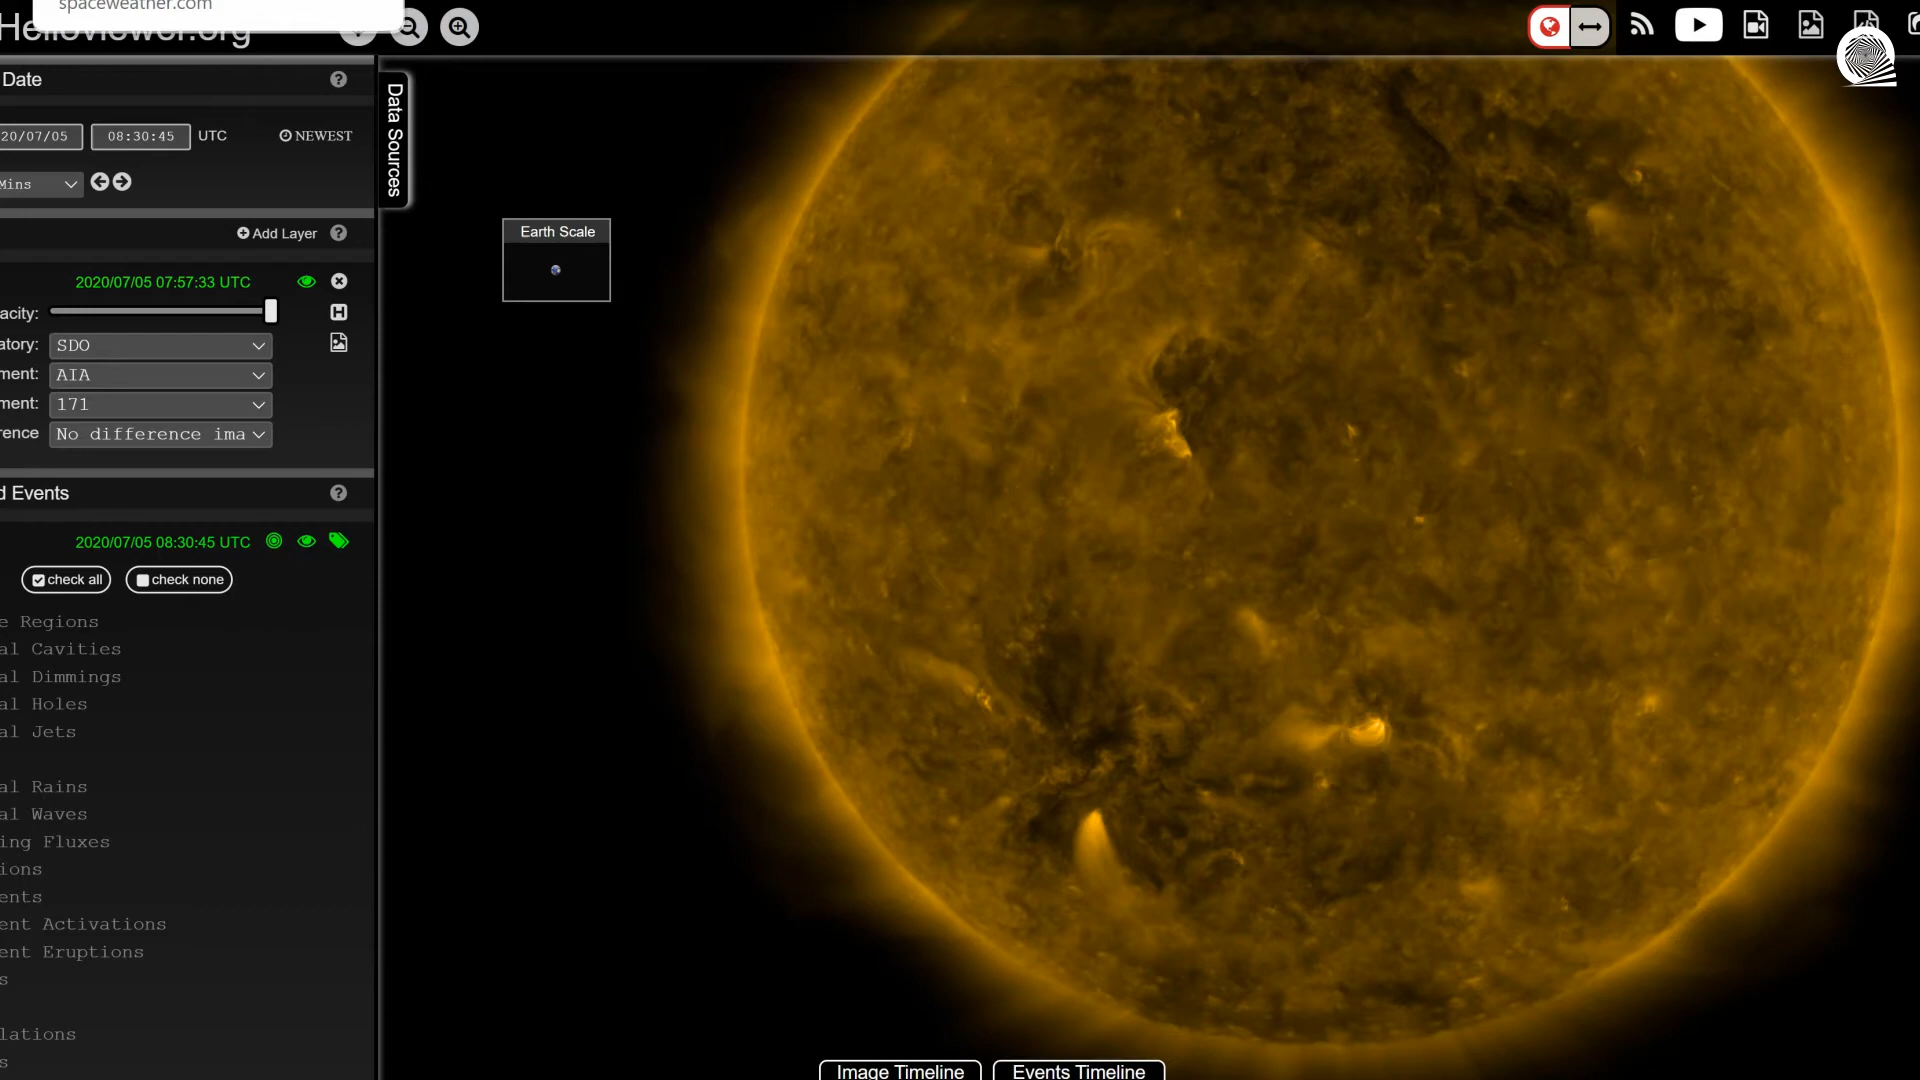 spaceweather.com
Helioviewer.org
Date
20/07/05 08:30:45 UTC NEWEST
Mins
Add Layer
2020/07/05 07:57:33 UTC
acity:
atory: SDO
ment: AIA
ment: 171
rence No difference ima
d Events
2020/07/05 08:30:45 UTC
check all check none
e Regions
al Cavities
al Dimmings
al Holes
al Jets
al Rains
al Waves
ing Fluxes
ions
ents
ent Activations
ent Eruptions
s
lations
s
Data Sources
Earth Scale
Image Timeline Events Timeline